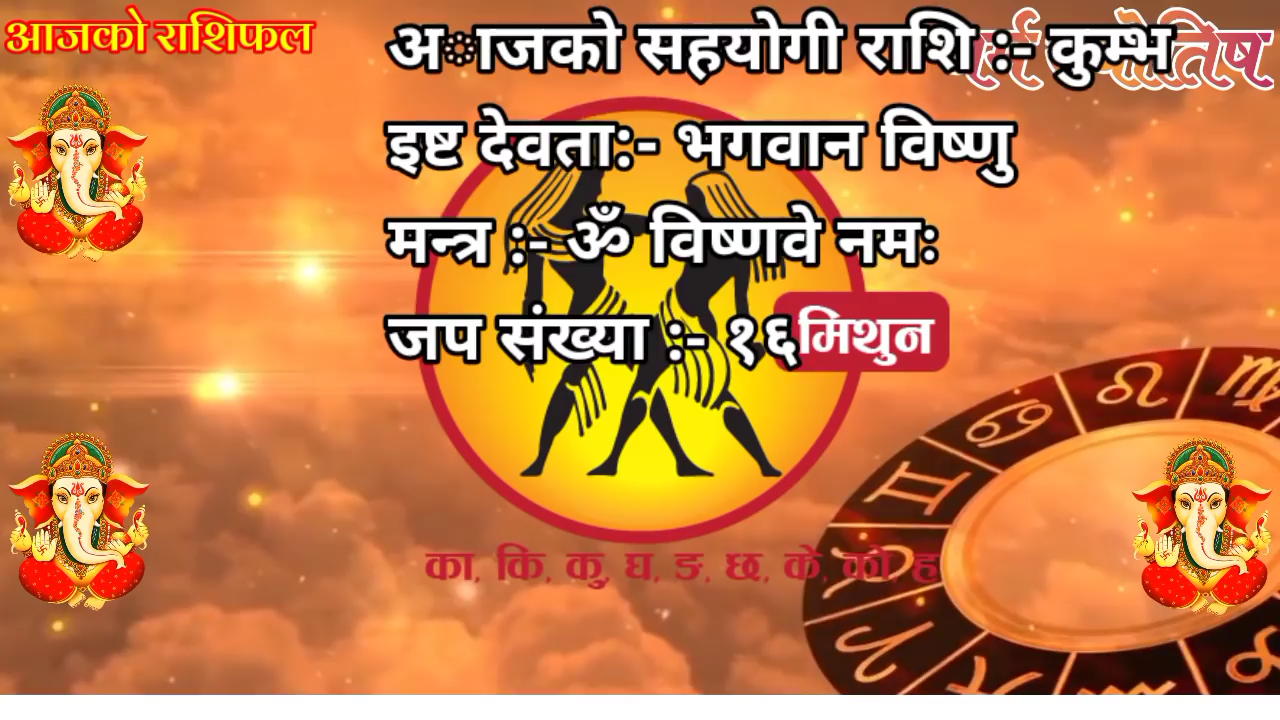 आजको राशिफल
अाजको सहयोगी राशि :- कुम्भ
इष्ट देवता:- भगवान विष्णु
मन्त्र :- ॐ विष्णवे नमः
जप संख्या :- १६
मिथुन
का, कि, कु, घ, ङ, छ, के, को, ह